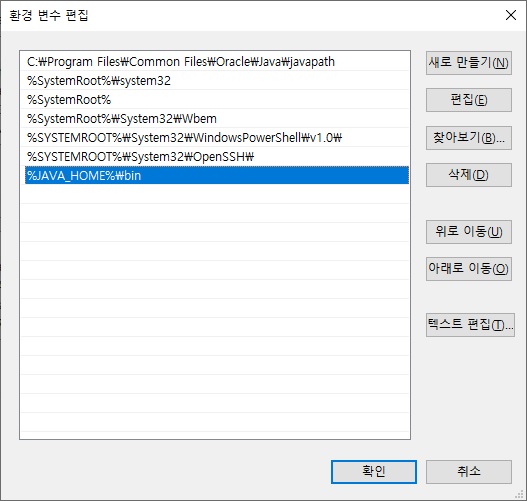 환경 변수 편집
C:₩Program Files₩Common Files₩Oracle₩Java₩javapath
%SystemRoot%₩system32
%SystemRoot%
%SystemRoot%₩System32₩Wbem
%SYSTEMROOT%₩System32₩WindowsPowerShell₩v1.0₩
%SYSTEMROOT%₩System32₩OpenSSH₩
%JAVA_HOME%₩bin
새로 만들기(N)
편집(E)
찾아보기(B)...
삭제(D)
위로 이동(U)
아래로 이동(O)
텍스트 편집(T)...
확인
취소